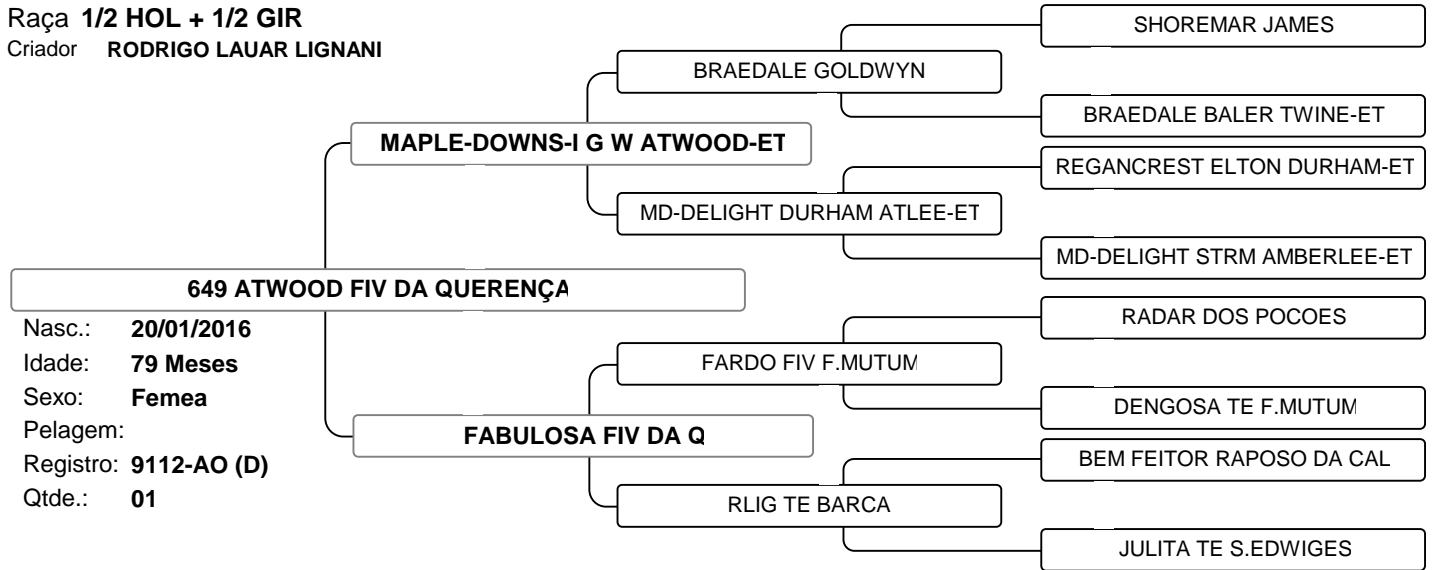 Raça 1/2 HOL + 1/2 GIR
Criador RODRIGO LAUAR LIGNANI
SHOREMAR JAMES
BRAEDALE GOLDWYN
BRAEDALE BALER TWINE-ET
MAPLE-DOWNS-I G W ATWOOD-ET
REGANCREST ELTON DURHAM-ET
MD-DELIGHT DURHAM ATLEE-ET
MD-DELIGHT STRM AMBERLEE-ET
649 ATWOOD FIV DA QUERENÇA
Nasc.: 20/01/2016
Idade: 79 Meses
Sexo: Femea
Pelagem:
Registro: 9112-AO (D)
Qtde.: 01
RADAR DOS POCOES
FARDO FIV F.MUTUM
DENGOSA TE F.MUTUM
FABULOSA FIV DA Q
BEM FEITOR RAPOSO DA CAL
RLIG TE BARCA
JULITA TE S.EDWIGES